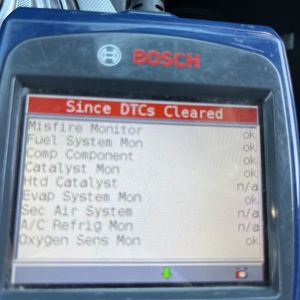 BOSCH
Since DTCs Cleared
Misfire Monitor ok
Fuel System Mon ok
Comp Component ok
Catalyst Mon ok
Htd Catalyst n/a
Evap System Mon ok
Sec Air System n/a
A/C Refrig Mon n/a
Oxygen Sens Mon ok